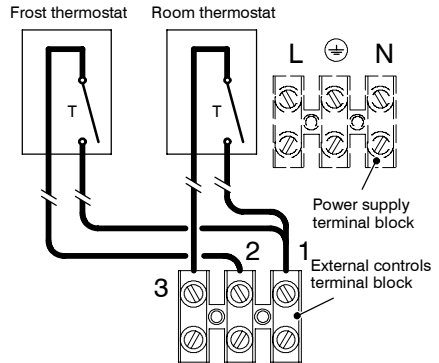 Frost thermostat
Room thermostat
L
N
T
T
Power supply
terminal block
3
2
1
External controls
terminal block